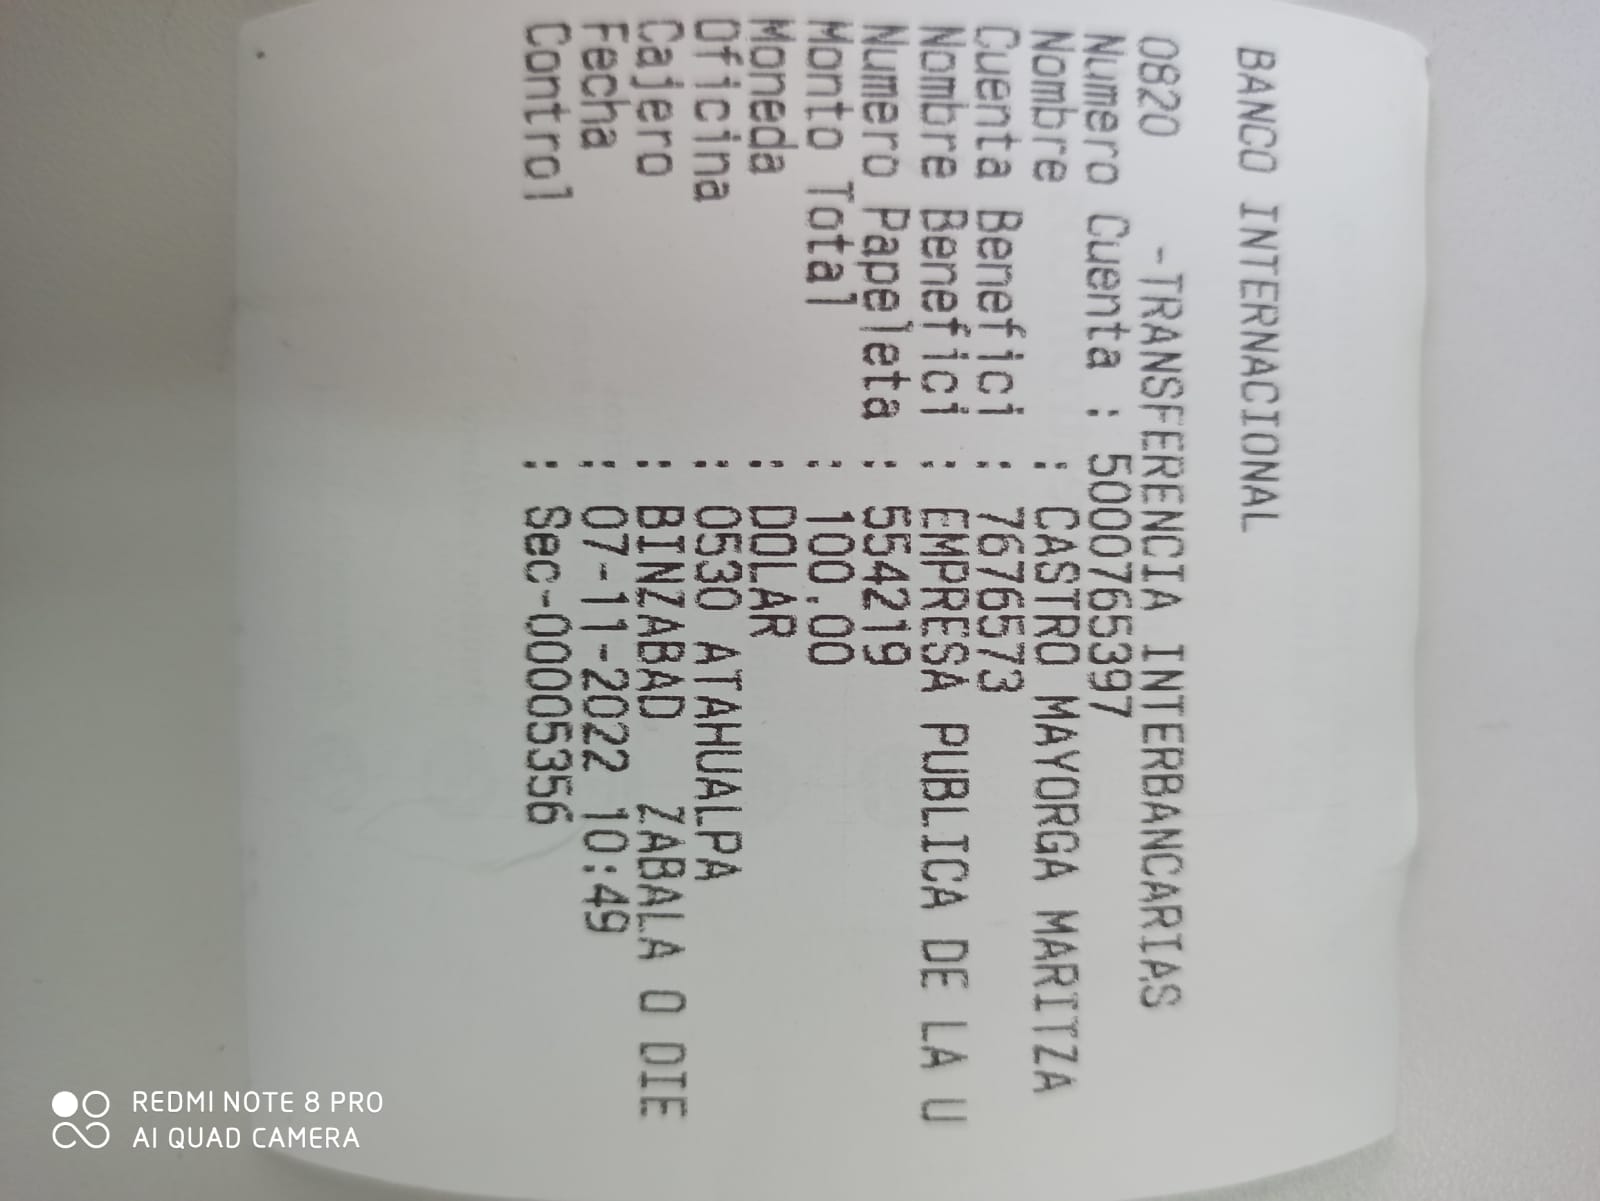 BANCO INTERNACIONAL
0820 -TRANSFERENCIA INTERBANCARIAS
Numero Cuenta : 5000765397
Nombre : CASTRO MAYORGA MARITZA
Cuenta Benefici : 7676573
Nombre Benefici : EMPRESA PUBLICA DE LA U
Numero Papeleta : 554219
Monto Total : 100.00
Moneda : DOLAR
Oficina : 0530 ATAHUALPA
Cajero : BINZABAD ZABALA O DIE
Fecha : 07-11-2022 10:49
Control : Sec-00005356
REDMI NOTE 8 PRO
AI QUAD CAMERA